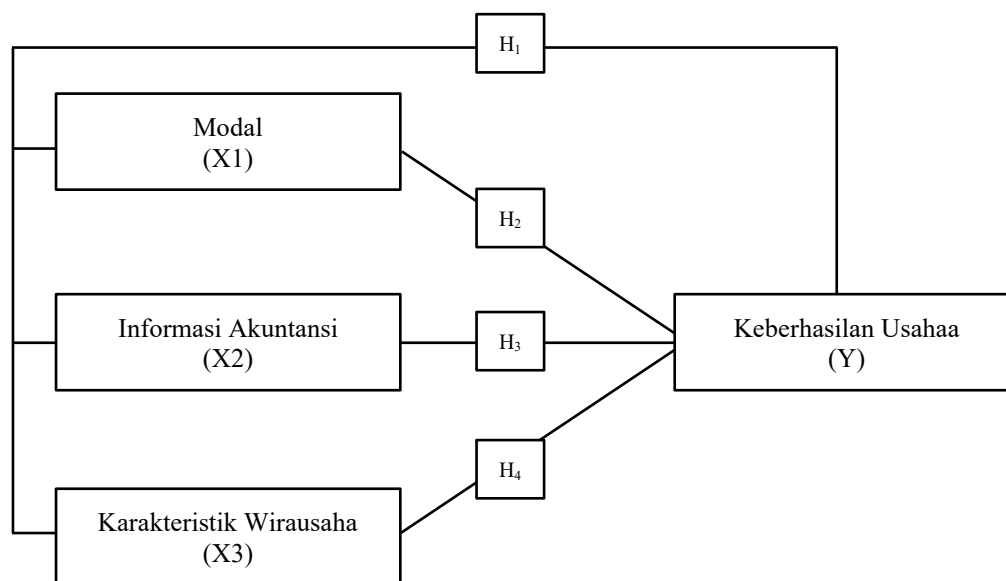 H₁
Modal
(X1)
H₂
Informasi Akuntansi
(X2)
H₃
Keberhasilan Usahaa
(Y)
H₄
Karakteristik Wirausaha
(X3)